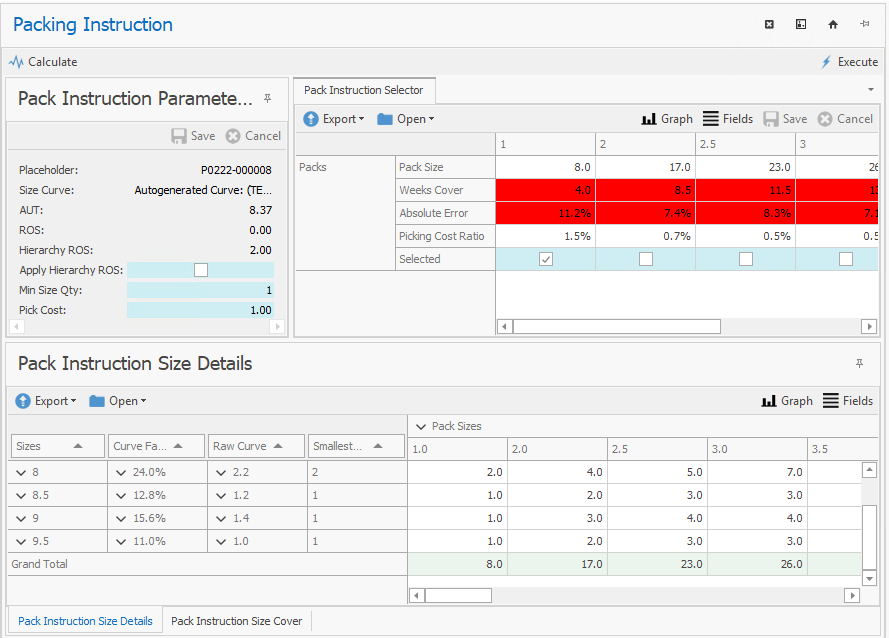 Packing Instruction
Calculate
Execute
Pack Instruction Paramete...
Save Cancel
Placeholder: P0222-000008
Size Curve: Autogenerated Curve: (TE...
AUT: 8.37
ROS: 0.00
Hierarchy ROS: 2.00
Apply Hierarchy ROS:
Min Size Qty: 1
Pick Cost: 1.00
Pack Instruction Selector
Export Open Graph Fields Save Cancel
1 2 2.5 3
Packs Pack Size 8.0 17.0 23.0 26
Weeks Cover 4.0 8.5 11.5
Absolute Error 11.2% 7.4% 8.3% 7.1
Picking Cost Ratio 1.5% 0.7% 0.5% 0.5
Selected
Pack Instruction Size Details
Export Open Graph Fields
Pack Sizes
Sizes Curve Fa... Raw Curve Smallest... 1.0 2.0 2.5 3.0 3.5
8 24.0% 2.2 2 2.0 4.0 5.0 7.0
8.5 12.8% 1.2 1 1.0 2.0 3.0 3.0
9 15.6% 1.4 1 1.0 3.0 4.0 4.0
9.5 11.0% 1.0 1 1.0 2.0 3.0 3.0
Grand Total 8.0 17.0 23.0 26.0
Pack Instruction Size Details Pack Instruction Size Cover